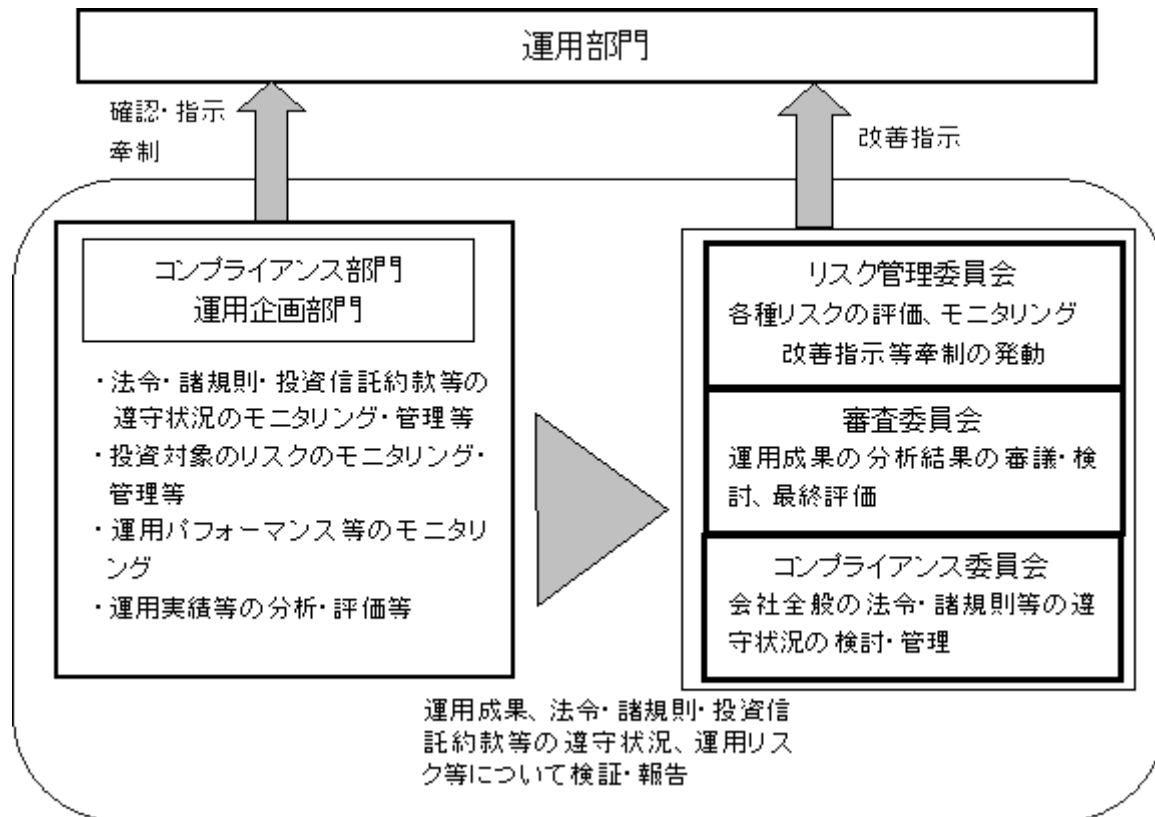 運用部門
確認・指示
牽制
改善指示
コンプライアンス部門
運用企画部門
・法令・諸規則・投資信託約款等の
遵守状況のモニタリング・管理等
・投資対象のリスクのモニタリング・
管理等
・運用パフォーマンス等のモニタリ
ング
・運用実績等の分析・評価等
リスク管理委員会
各種リスクの評価、モニタリング
改善指示等牽制の発動
審査委員会
運用成果の分析結果の審議・検
討、最終評価
コンプライアンス委員会
会社全般の法令・諸規則等の遵
守状況の検討・管理
運用成果、法令・諸規則・投資信
託約款等の遵守状況、運用リス
ク等について検証・報告